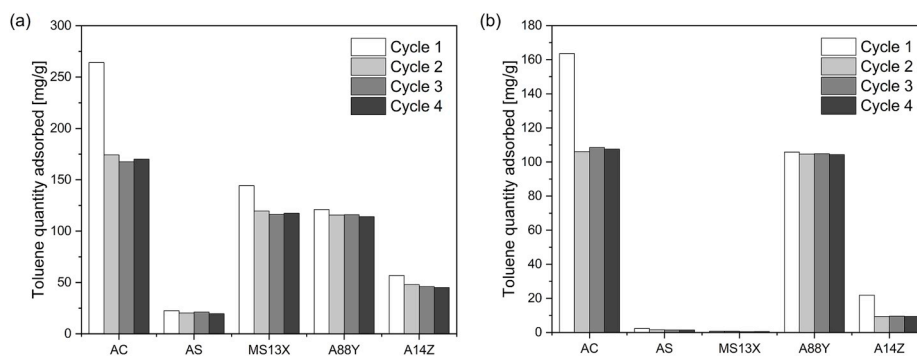 (a)
300
250
200
150
100
50
0
Toluene quantity adsorbed [mg/g]
Cycle 1
Cycle 2
Cycle 3
Cycle 4
AC AS MS13X A88Y A14Z
(b)
180
160
140
120
100
80
60
40
20
0
Toluene quantity adsorbed [mg/g]
Cycle 1
Cycle 2
Cycle 3
Cycle 4
AC AS MS13X A88Y A14Z